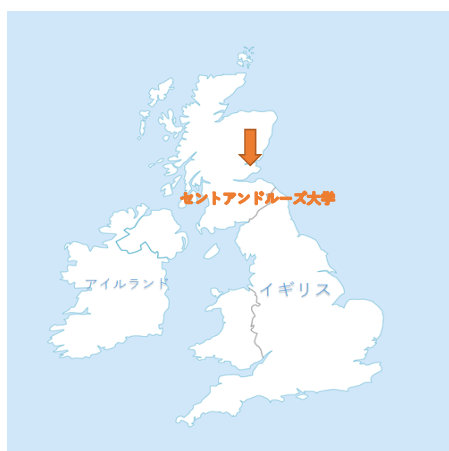 セントアンドルーズ大学
アイルランド
イギリス